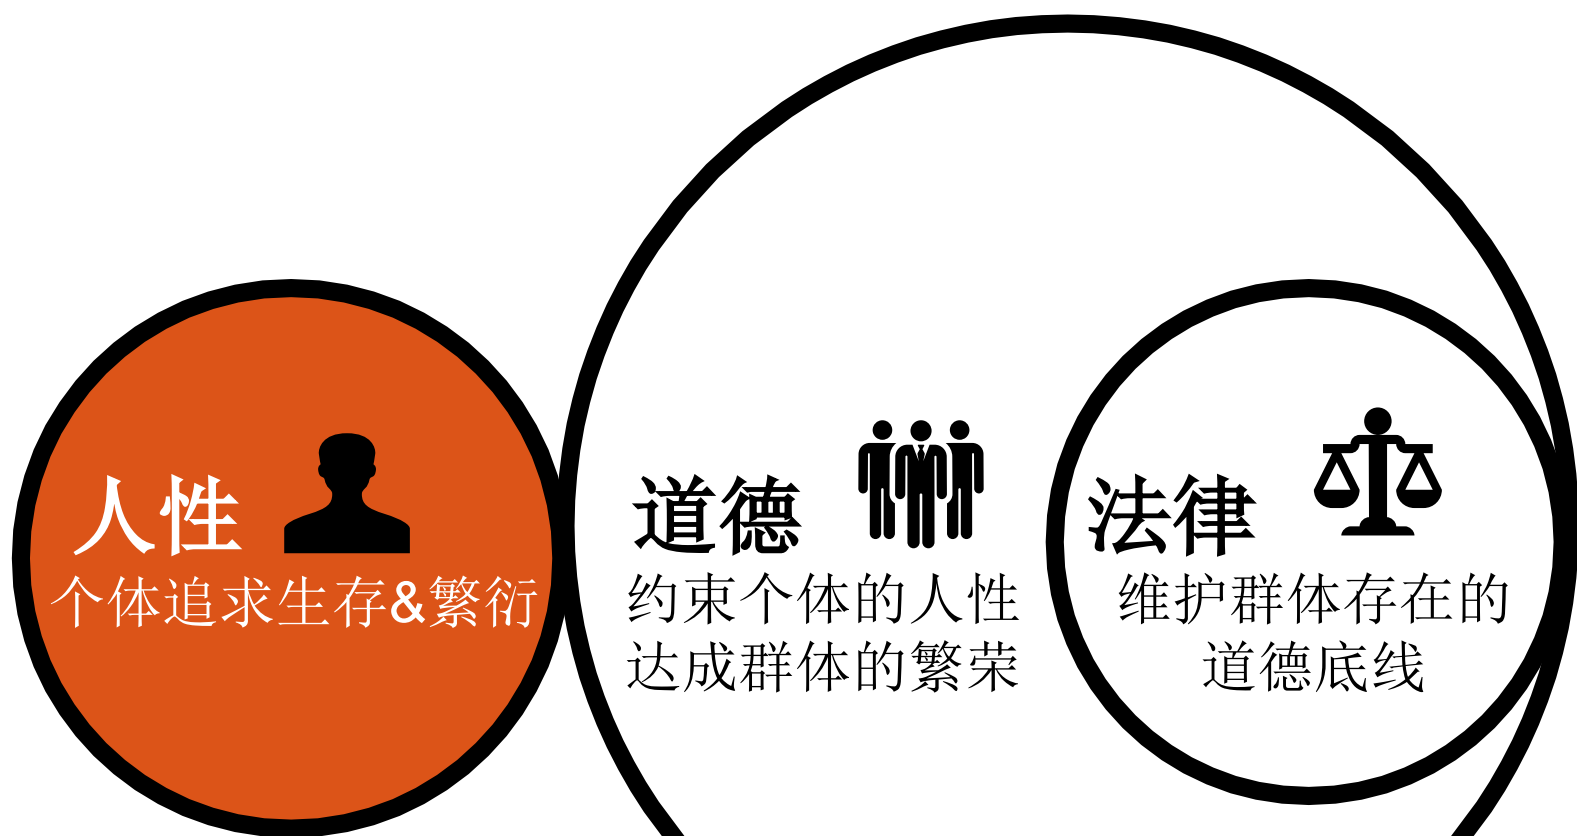 人性
个体追求生存&繁衍
道德
约束个体的人性
达成群体的繁荣
法律
维护群体存在的
道德底线